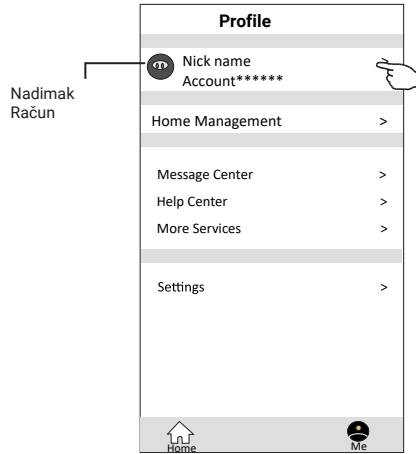 Profile
Nick name
Account******
Nadimak
Račun
Home Management >
Message Center >
Help Center >
More Services >
Settings >
Home
Me